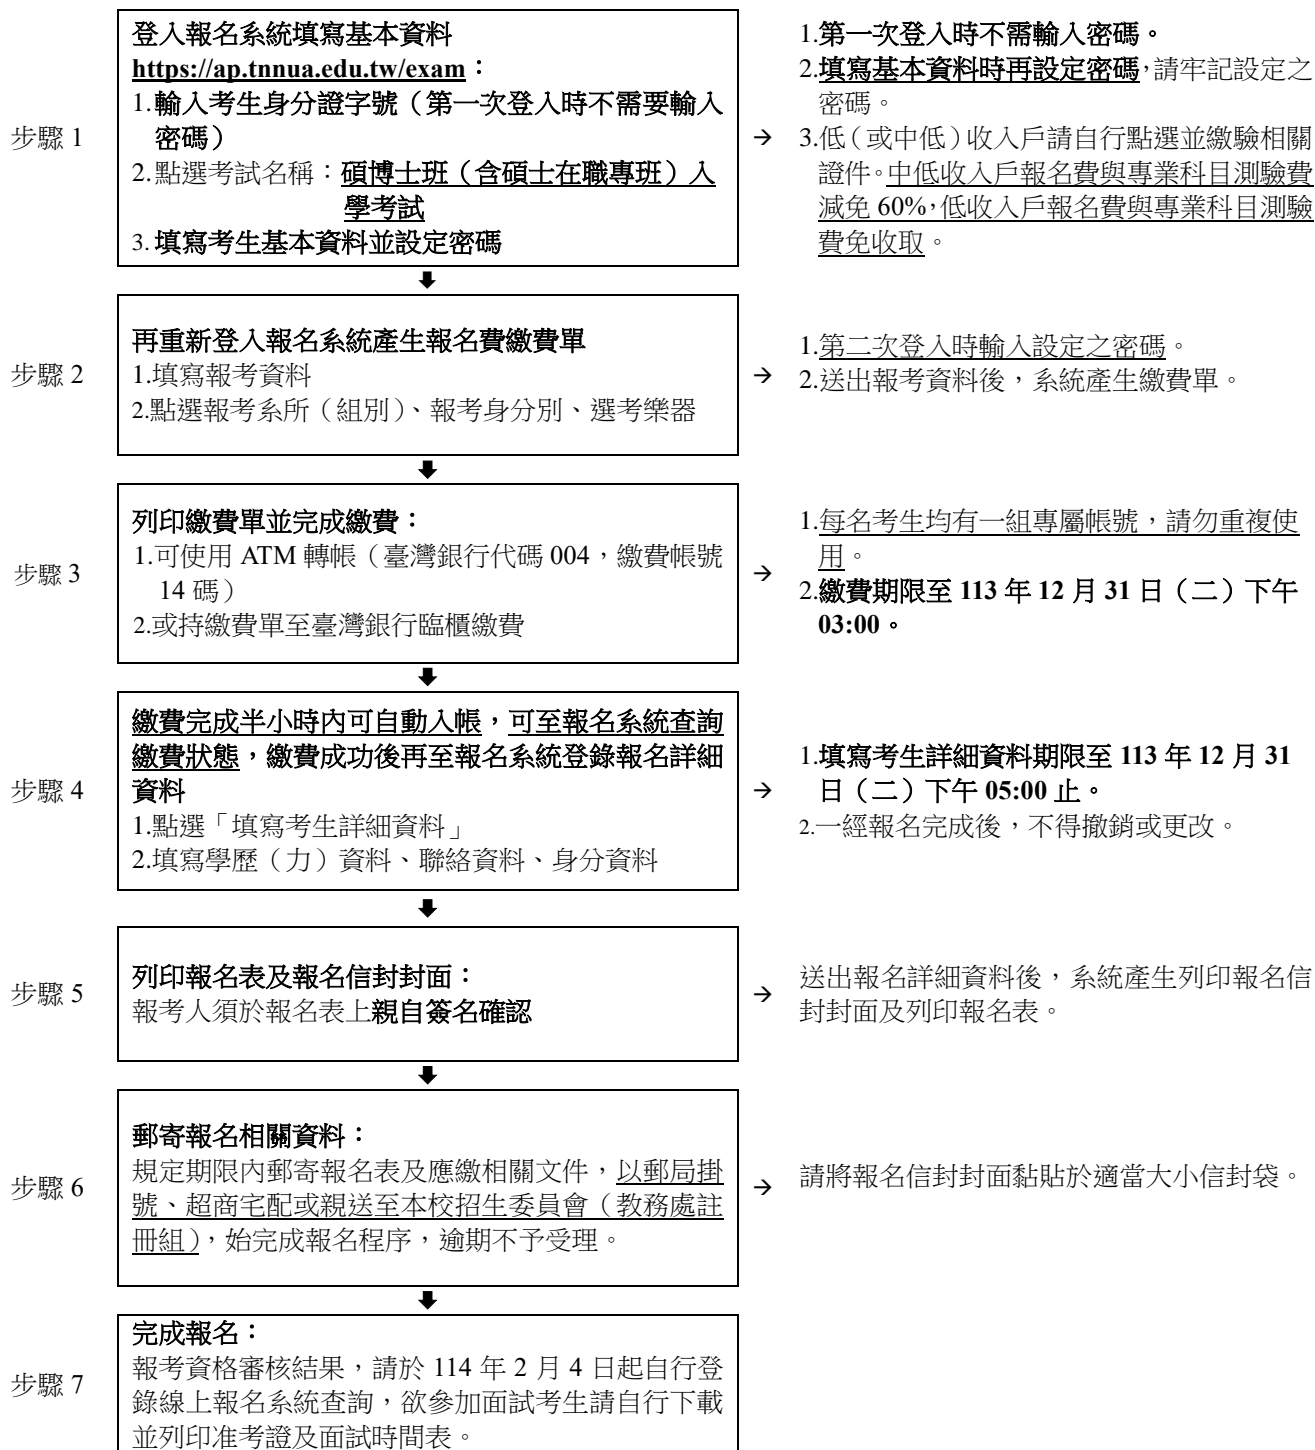 登入報名系統填寫基本資料
https://ap.tnnua.edu.tw/exam：
1.輸入考生身分證字號（第一次登入時不需要輸入
密碼）
2.點選考試名稱：碩博士班（含碩士在職專班）入
學考試
3.填寫考生基本資料並設定密碼
步驟 1
→
1.第一次登入時不需輸入密碼。
2.填寫基本資料時再設定密碼，請牢記設定之
密碼。
3.低（或中低）收入戶請自行點選並繳驗相關
證件。中低收入戶報名費與專業科目測驗費
減免 60%，低收入戶報名費與專業科目測驗
費免收取。
步驟 2
再重新登入報名系統產生報名費繳費單
1.填寫報考資料
2.點選報考系所（組別）、報考身分別、選考樂器
→
1.第二次登入時輸入設定之密碼。
2.送出報考資料後，系統產生繳費單。
步驟 3
列印繳費單並完成繳費：
1.可使用 ATM 轉帳（臺灣銀行代碼 004，繳費帳號
14 碼）
2.或持繳費單至臺灣銀行臨櫃繳費
→
1.每名考生均有一組專屬帳號，請勿重複使
用。
2.繳費期限至 113 年 12 月 31 日（二）下午
03:00。
步驟 4
繳費完成半小時內可自動入帳，可至報名系統查詢
繳費狀態，繳費成功後再至報名系統登錄報名詳細
資料
1.點選「填寫考生詳細資料」
2.填寫學歷（力）資料、聯絡資料、身分資料
→
1.填寫考生詳細資料期限至 113 年 12 月 31
日（二）下午 05:00 止。
2.一經報名完成後，不得撤銷或更改。
步驟 5
列印報名表及報名信封封面：
報考人須於報名表上親自簽名確認
→
送出報名詳細資料後，系統產生列印報名信
封封面及列印報名表。
步驟 6
郵寄報名相關資料：
規定期限內郵寄報名表及應繳相關文件，以郵局掛
號、超商宅配或親送至本校招生委員會（教務處註
冊組），始完成報名程序，逾期不予受理。
→
請將報名信封封面黏貼於適當大小信封袋。
步驟 7
完成報名：
報考資格審核結果，請於 114 年 2 月 4 日起自行登
錄線上報名系統查詢，欲參加面試考生請自行下載
並列印准考證及面試時間表。